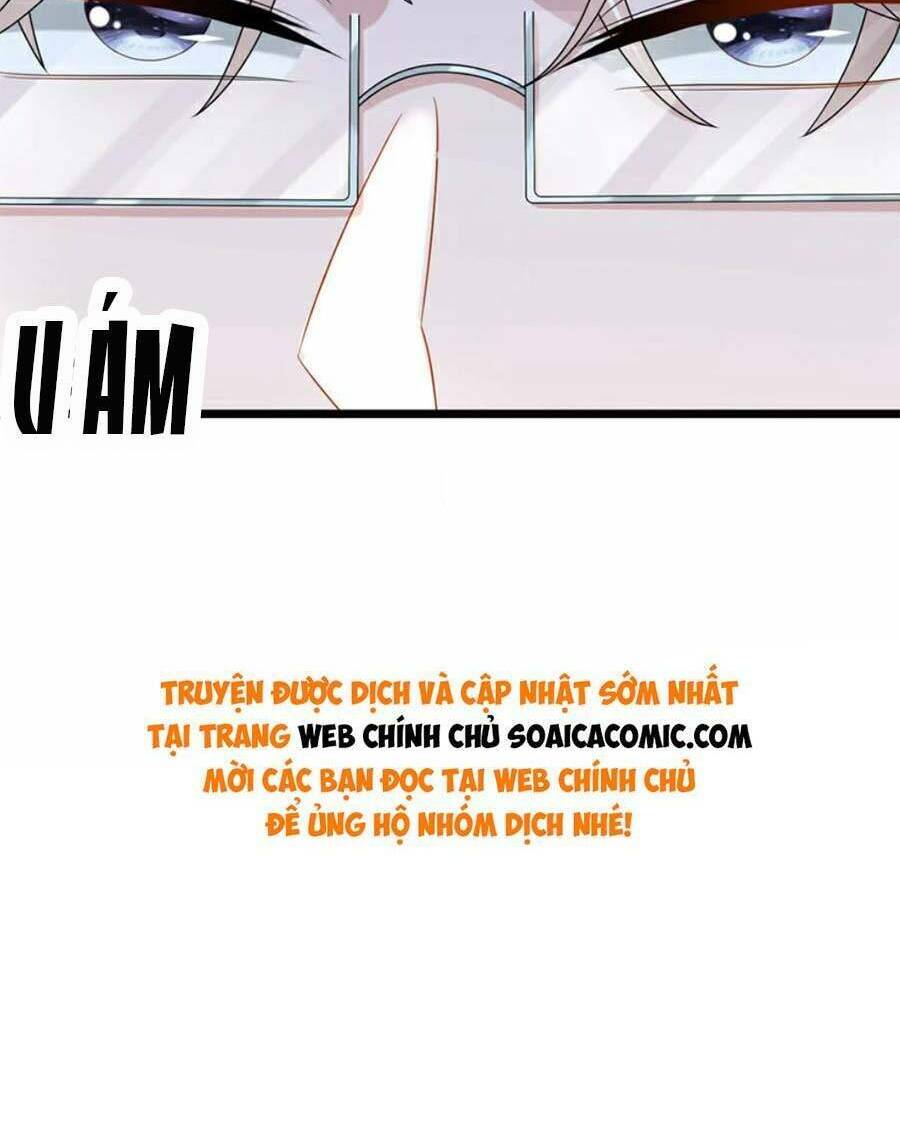 U ÁM
TRUYỆN ĐƯỢC DỊCH VÀ CẬP NHẬT SỚM NHẤT
TẠI TRANG WEB CHÍNH CHỦ SOAICACOMIC.COM
MỜI CÁC BẠN ĐỌC TẠI WEB CHÍNH CHỦ
ĐỂ ỦNG HỘ NHÓM DỊCH NHÉ!